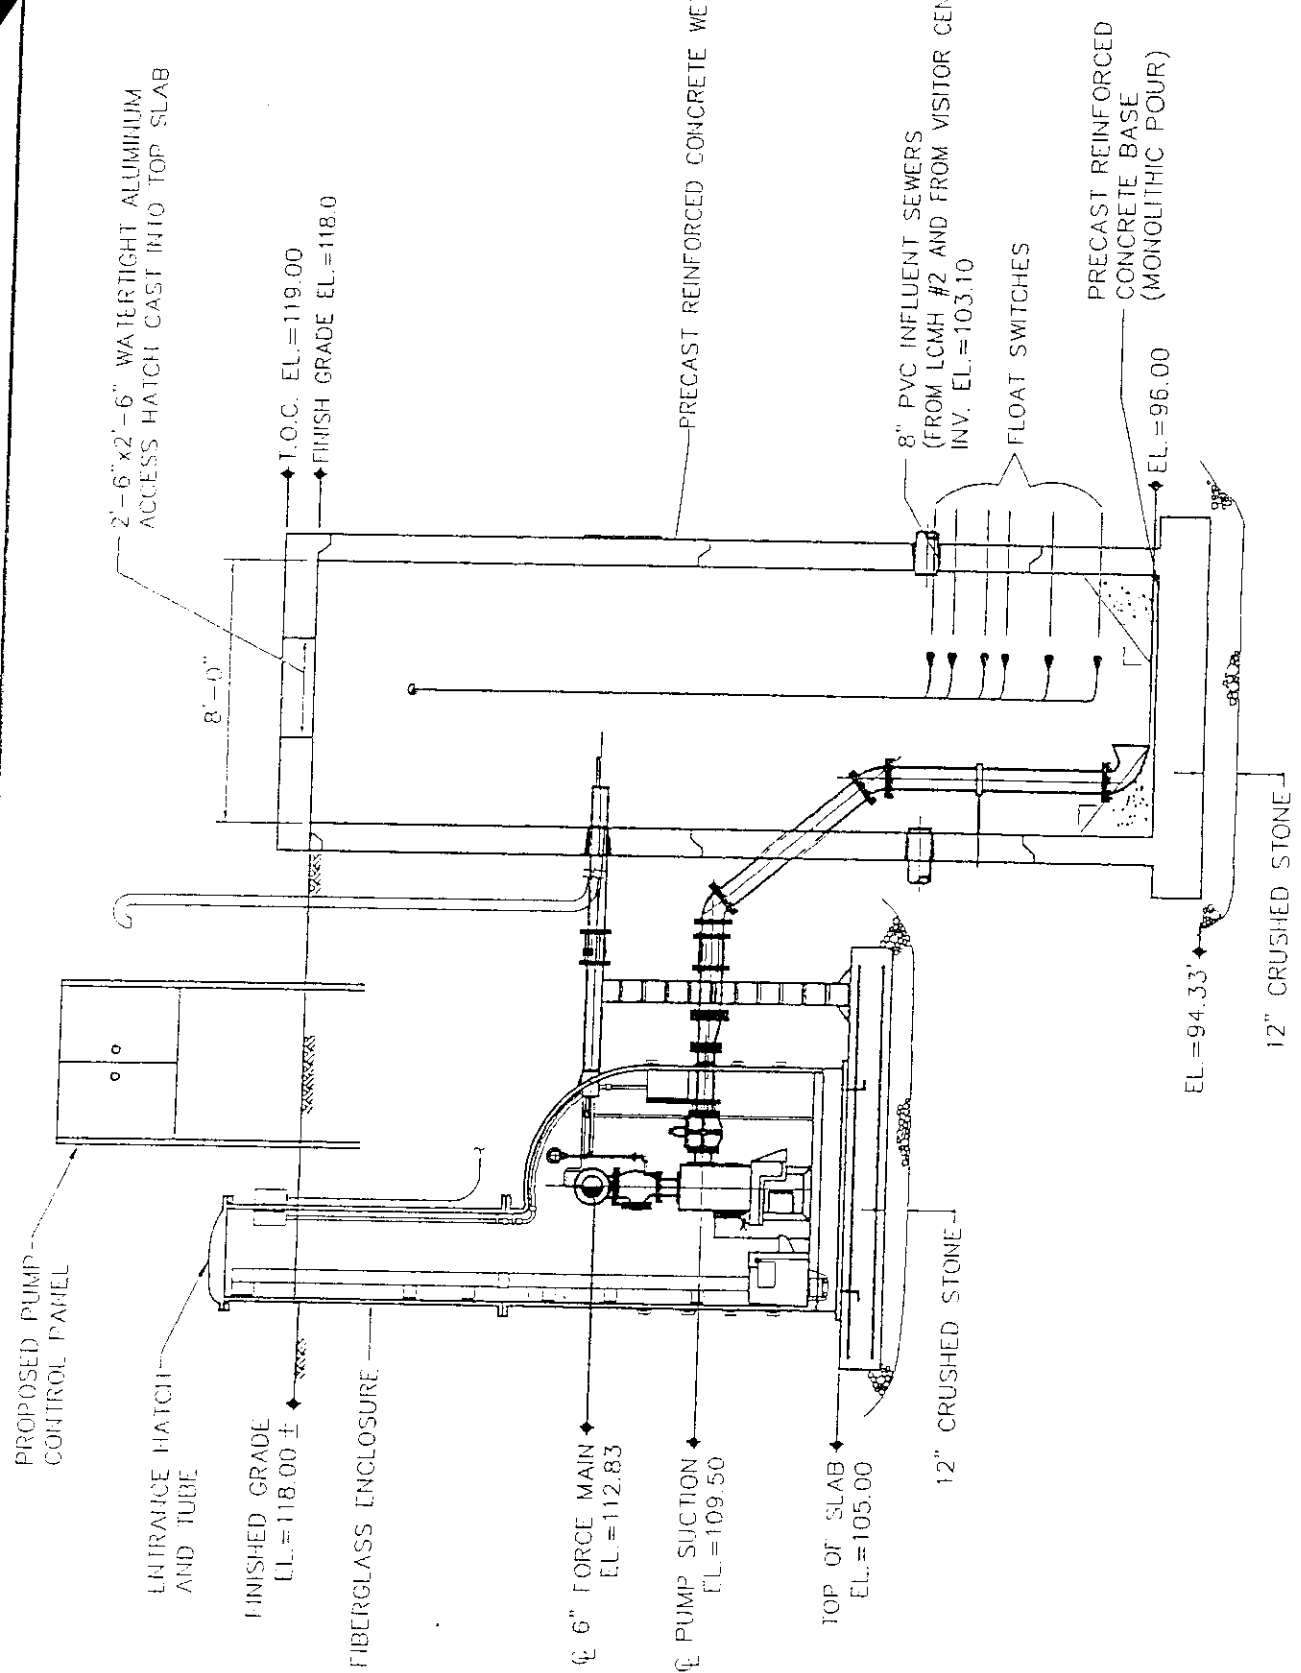 PROPOSED PUMP
CONTROL PANEL
ENTRANCE HATCH
AND TUBE
FINISHED GRADE
EL.=118.00 ±
FIBERGLASS ENCLOSURE
℄ 6" FORCE MAIN
EL.=112.83
℄ PUMP SUCTION
EL.=109.50
TOP OF SLAB
EL.=105.00
12" CRUSHED STONE
8'-0"
2'-6"x2'-6" WATERTIGHT ALUMINUM
ACCESS HATCH CAST INTO TOP SLAB
T.O.C. EL.=119.00
FINISH GRADE EL.=118.0
PRECAST REINFORCED CONCRETE
8" PVC INFLUENT SEWERS
(FROM LCMH #2 AND FROM VISITOR
INV. EL.=103.10
FLOAT SWITCHES
PRECAST REINFORCED
CONCRETE BASE
(MONOLITHIC POUR)
EL.=96.00
EL.=94.33'
12" CRUSHED STONE